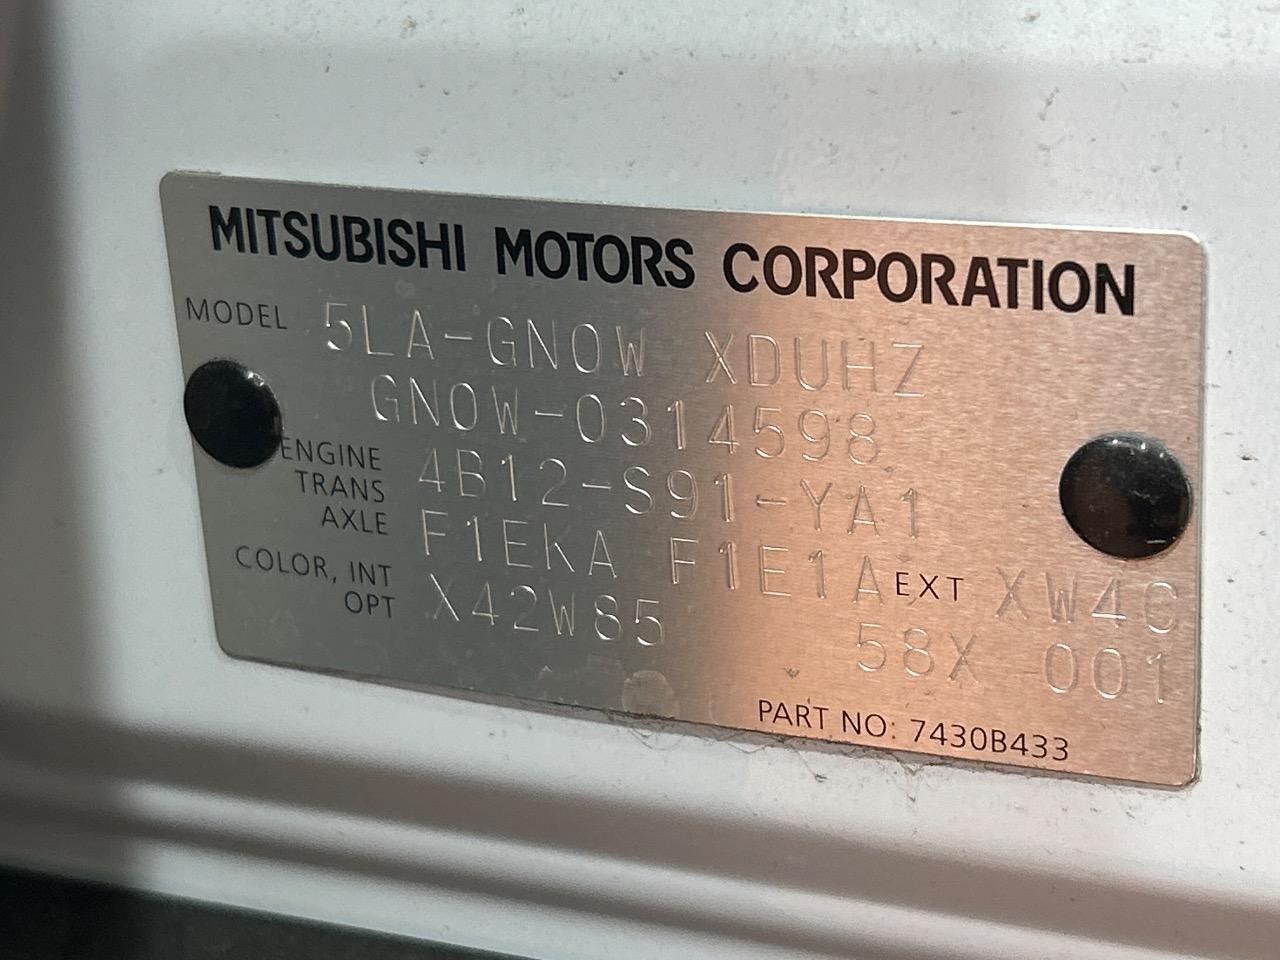 MITSUBISHI MOTORS CORPORATION
MODEL 5LA-GN0W XDUHZ
GN0W-0314598
ENGINE 4B12-S91-YA1
TRANS AXLE F1EKA F1E1A
COLOR, INT OPT X42W85 EXT XW4C
58X 001
PART NO: 7430B433